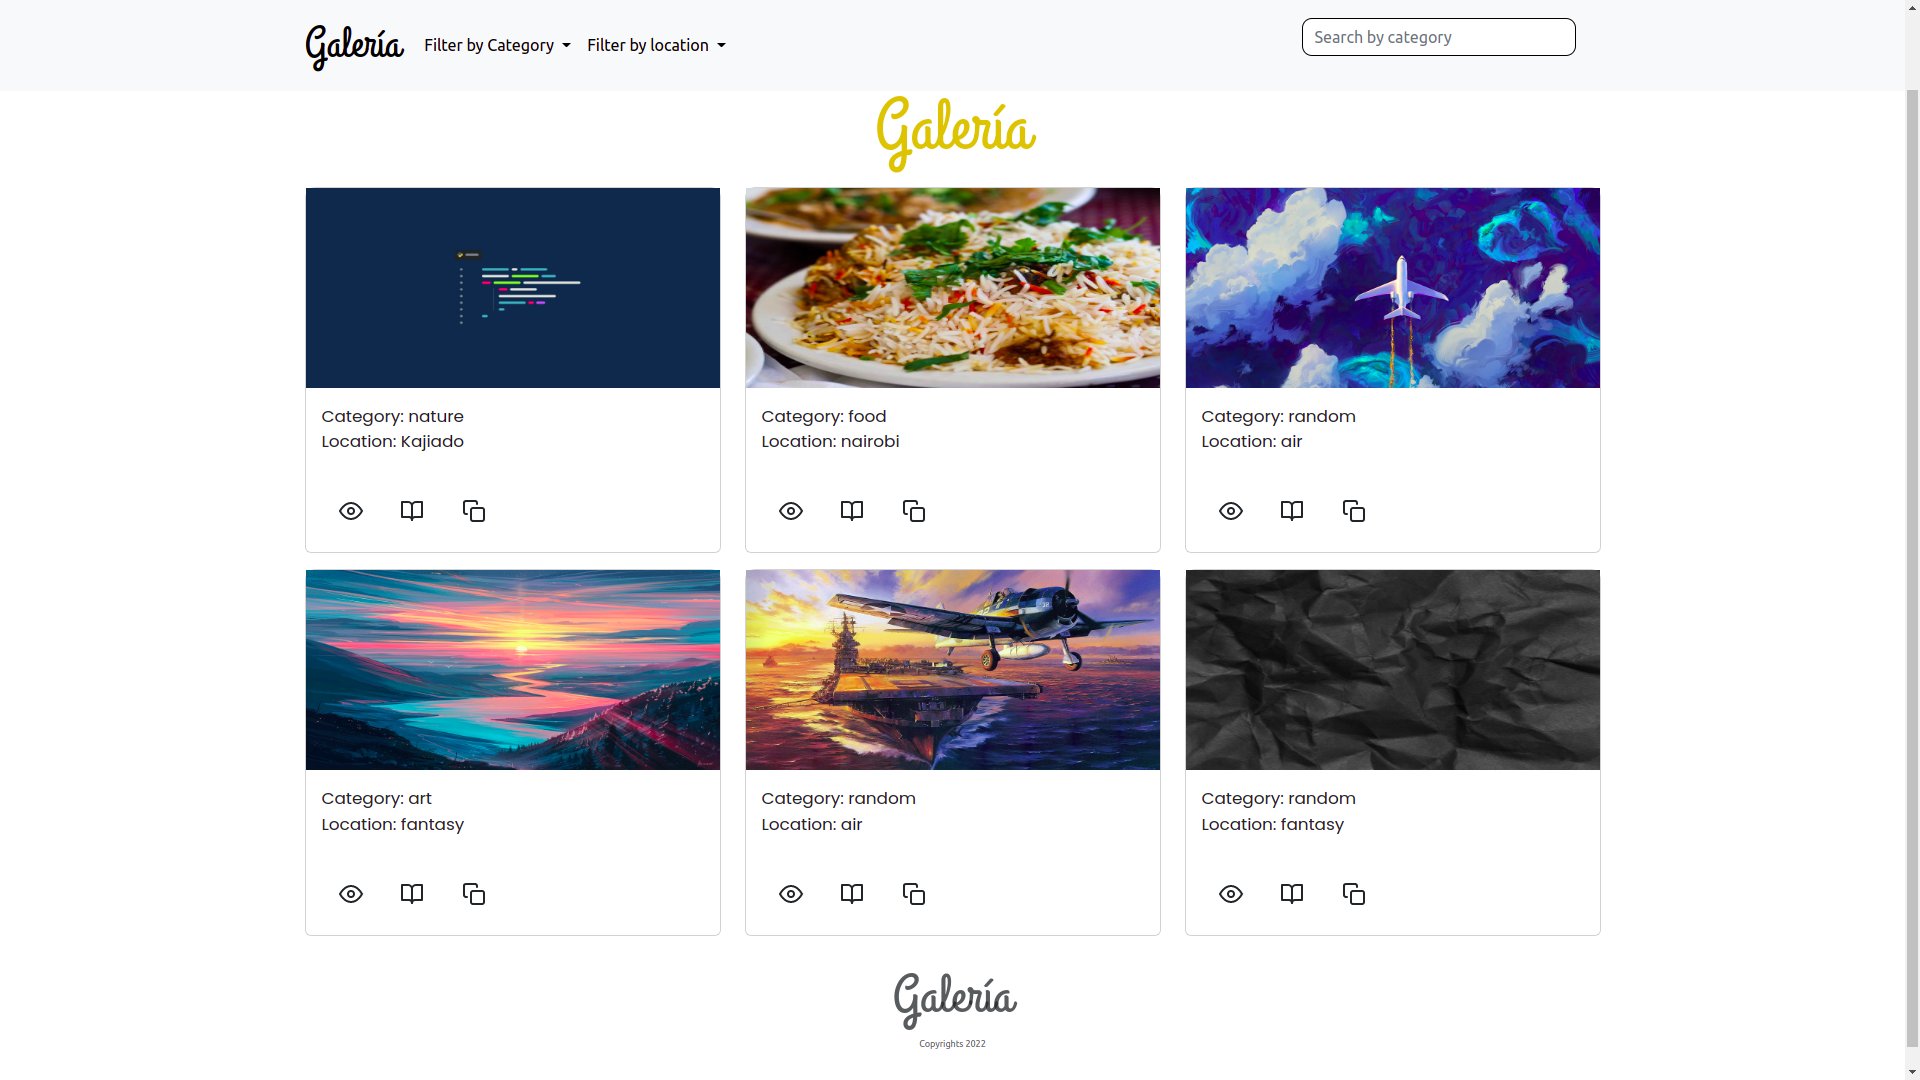 Galería Filter by Category Filter by location Search by category
Galería
Category: nature
Location: Kajiado
Category: food
Location: nairobi
Category: random
Location: air
Category: art
Location: fantasy
Category: random
Location: air
Category: random
Location: fantasy
Galería
Copyrights 2022